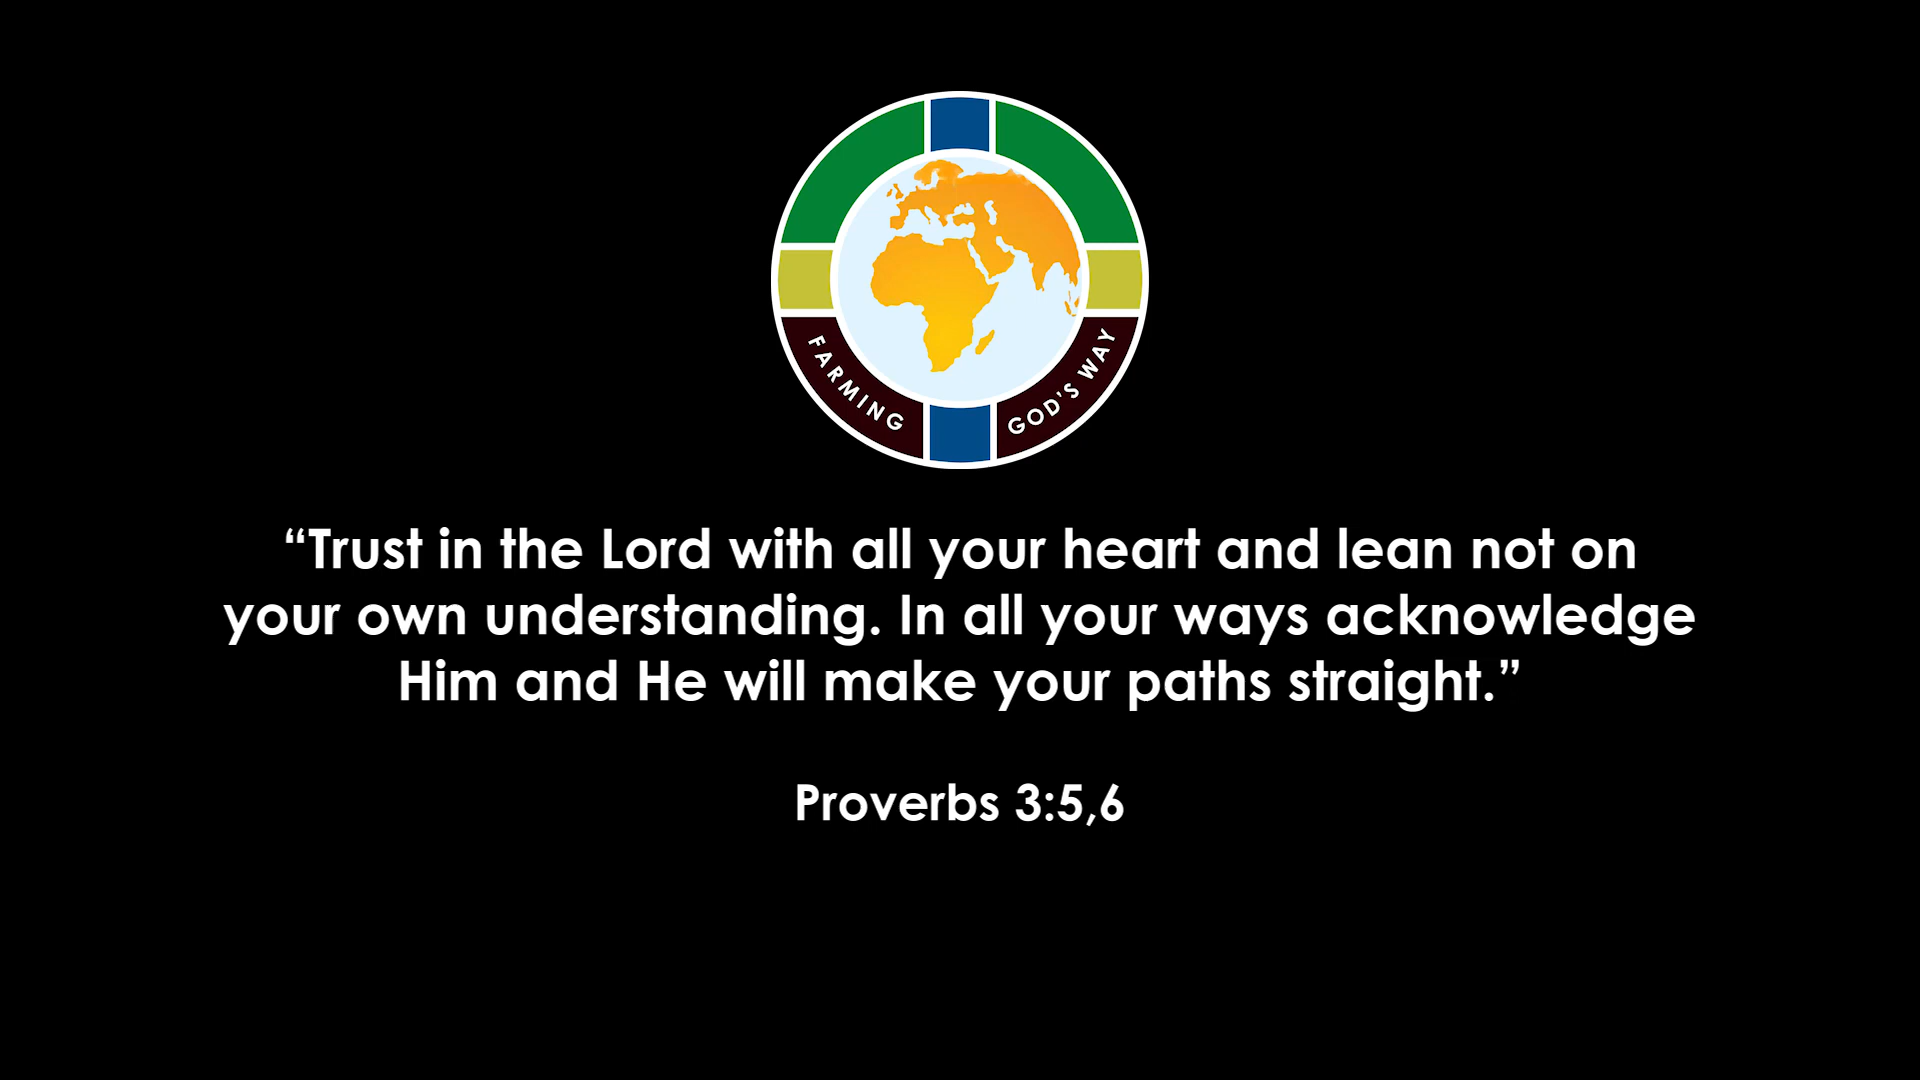 FARMING GOD'S WAY
“Trust in the Lord with all your heart and lean not on
your own understanding. In all your ways acknowledge
Him and He will make your paths straight.”
Proverbs 3:5,6